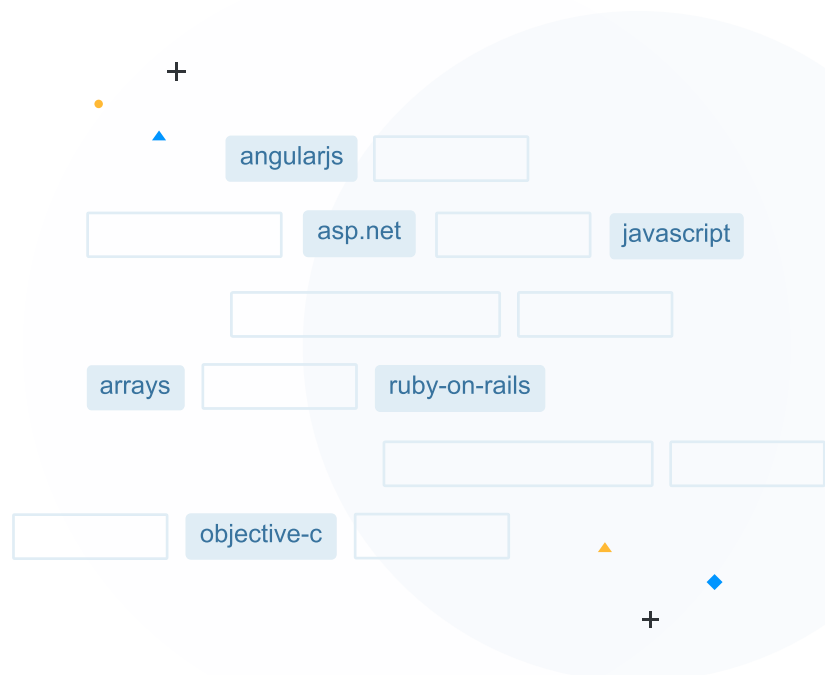 angularjs
asp.net javascript
arrays ruby-on-rails
objective-c